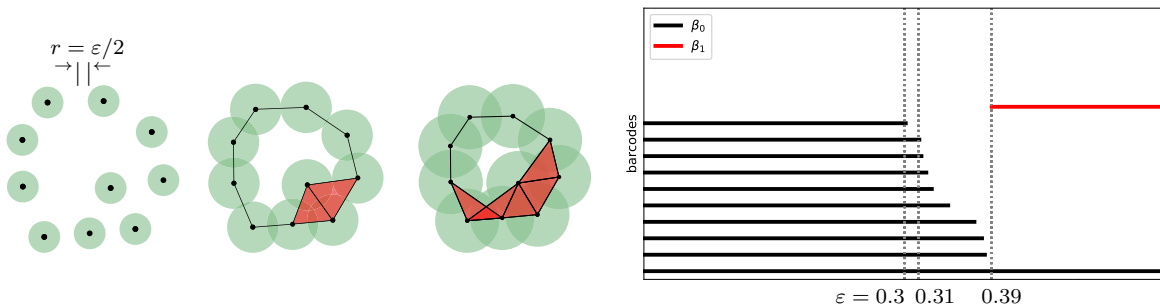 r = ε/2
β₀
β₁
barcodes
ε = 0.3 0.31 0.39